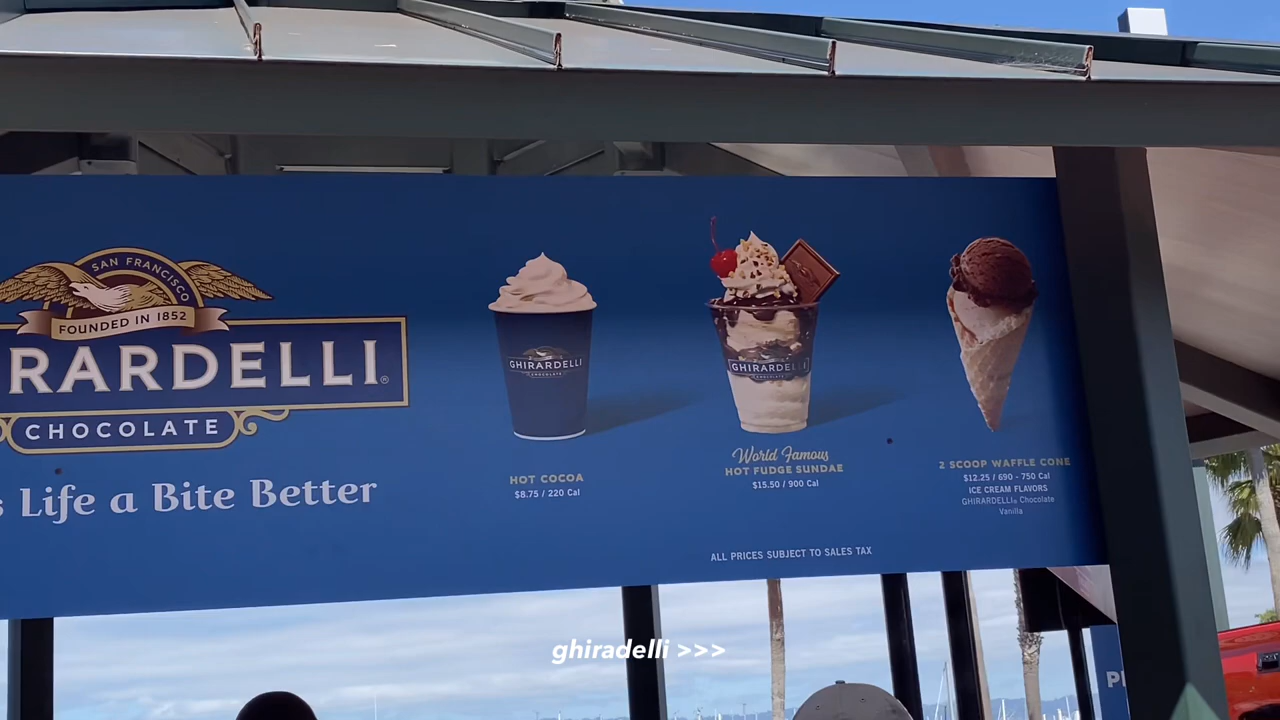 SAN FRANCISCO
FOUNDED IN 1852
RARDELLI®
CHOCOLATE
s Life a Bite Better
GHIRARDELLI
CHOCOLATE
HOT COCOA
$8.75 / 220 Cal
GHIRARDELLI
CHOCOLATE
World Famous
HOT FUDGE SUNDAE
$15.50 / 900 Cal
2 SCOOP WAFFLE CONE
$12.25 / 690 - 750 Cal
ICE CREAM FLAVORS
GHIRARDELLI® Chocolate
Vanilla
ALL PRICES SUBJECT TO SALES TAX
ghiradelli >>>